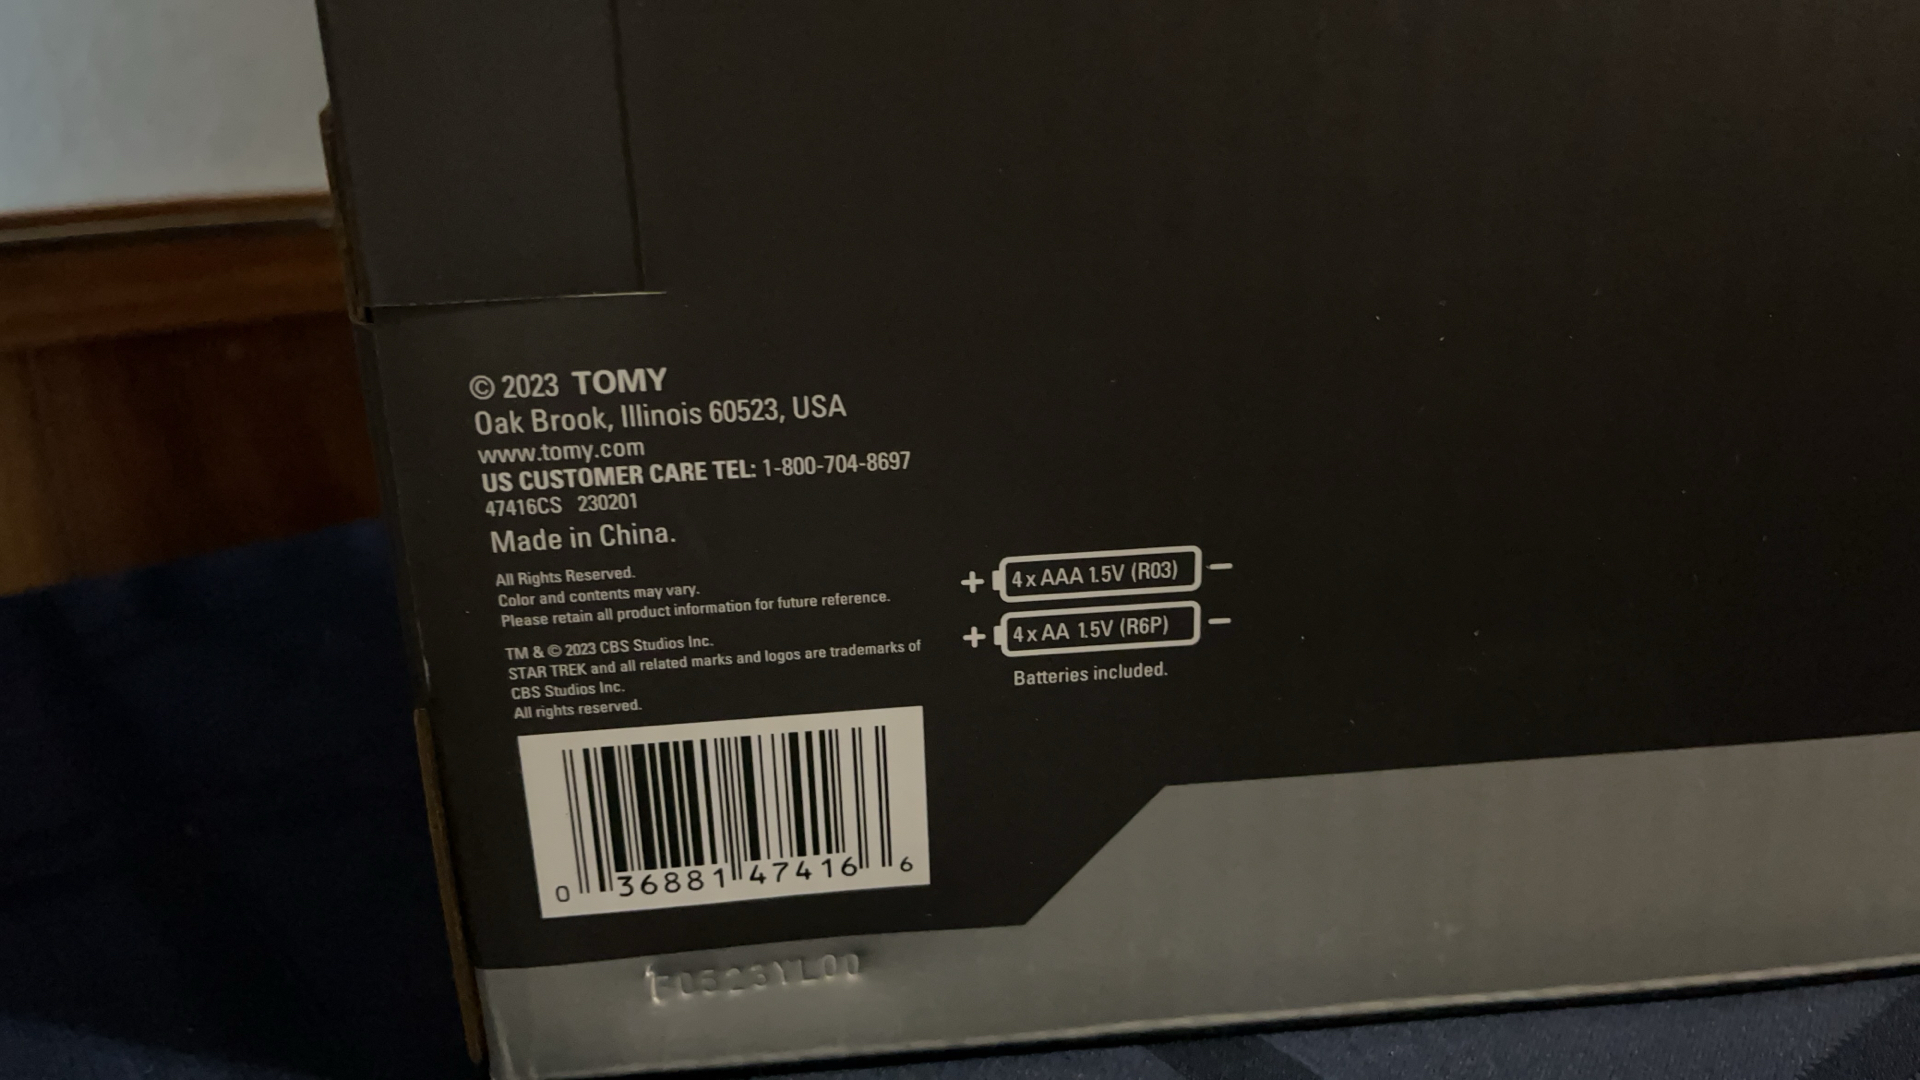 © 2023 TOMY
Oak Brook, Illinois 60523, USA
www.tomy.com
US CUSTOMER CARE TEL: 1-800-704-8697
47416CS 230201
Made in China.
All Rights Reserved.
Color and contents may vary.
Please retain all product information for future reference.
TM & © 2023 CBS Studios Inc.
STAR TREK and all related marks and logos are trademarks of
CBS Studios Inc.
All rights reserved.
+ 4 x AAA 1.5V (R03) −
+ 4 x AA 1.5V (R6P) −
Batteries included.
0 36881 47416 6